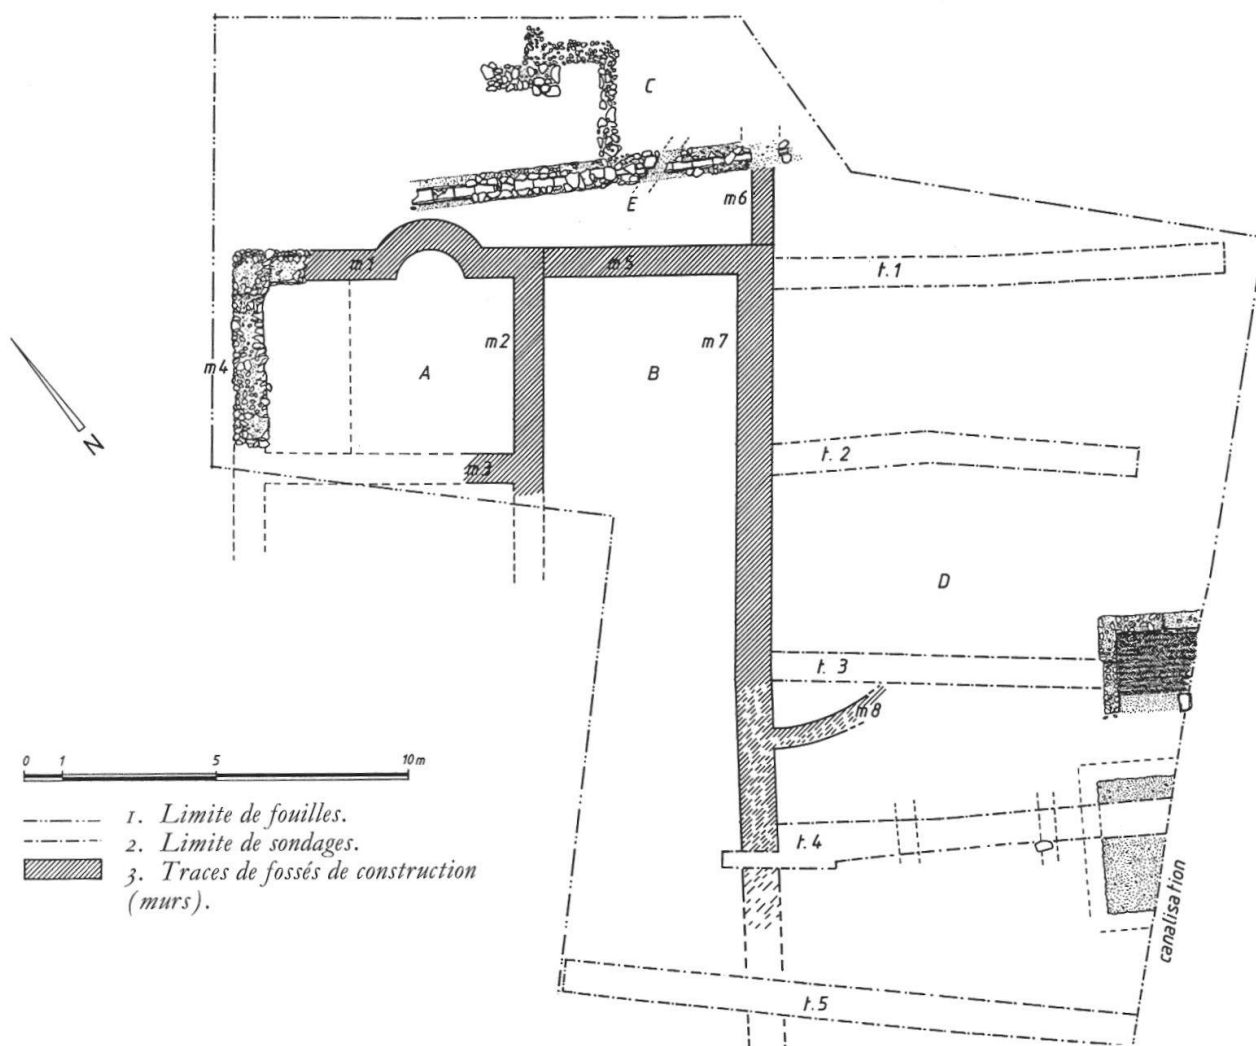 C
E
m6
m1
m5
t.1
m4
A
m2
B
m7
t.2
m3
D
t. 3
m8
t.4
t.5
canalisation
N
0 1 5 10m
1. Limite de fouilles.
2. Limite de sondages.
3. Traces de fossés de construction
(murs).